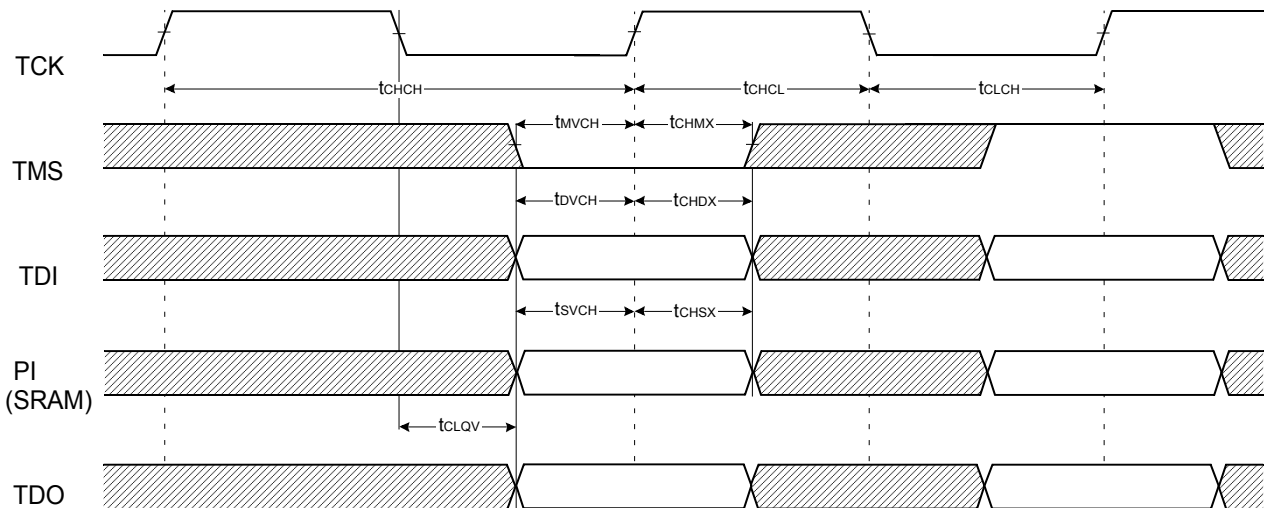 TCK
tCHCH
tCHCL
tCLCH
tMVCH
tCHMX
TMS
tDVCH
tCHDX
TDI
tSVCH
tCHSX
PI
(SRAM)
tCLQV
TDO